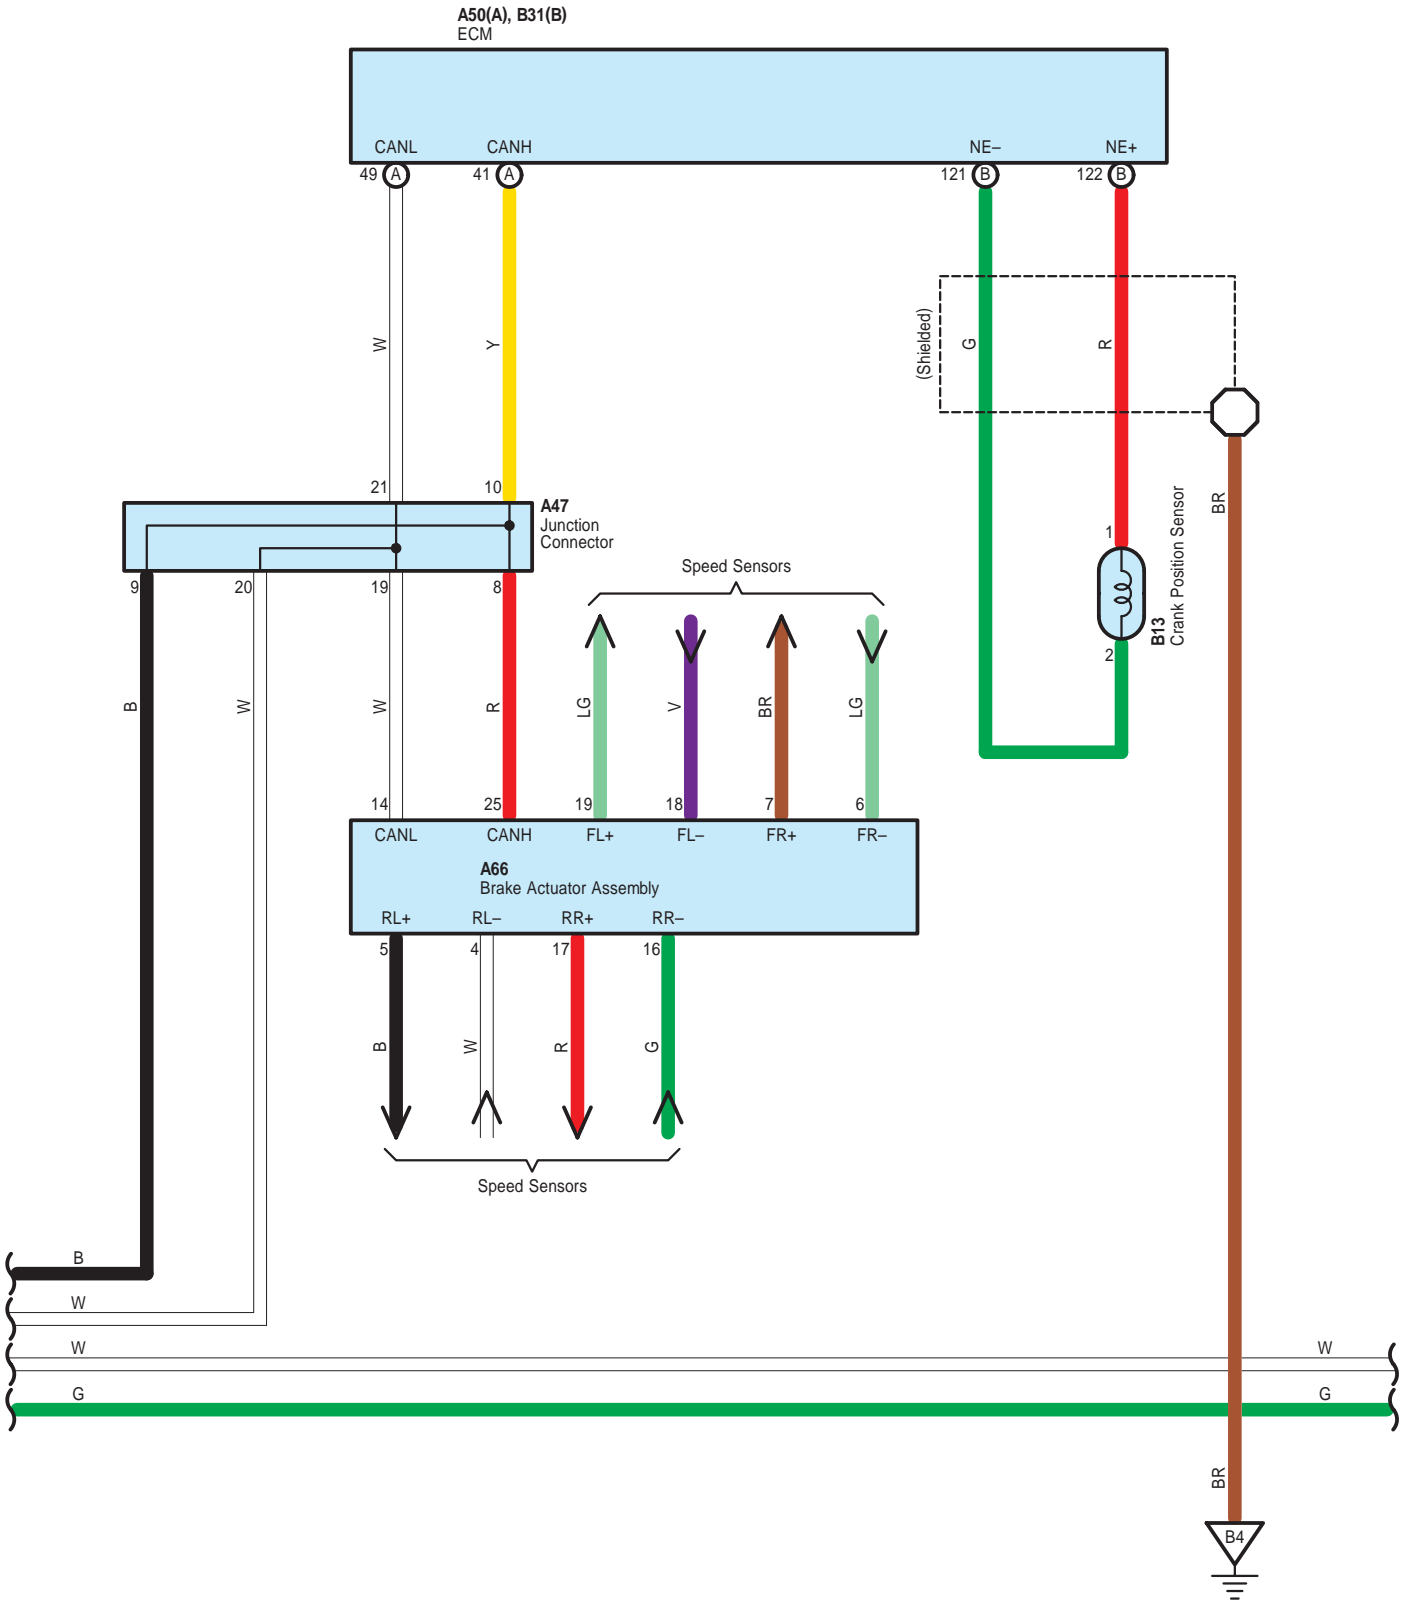 A50(A), B31(B)
ECM
CANL CANH NE– NE+
49 A 41 A 121 B 122 B
W Y (Shielded) G R
21 10
A47
Junction
Connector
BR
1
B13
Crank Position Sensor
2
9 20 19 8
Speed Sensors
B W W R LG V BR LG
14 25 19 18 7 6
CANL CANH FL+ FL– FR+ FR–
A66
Brake Actuator Assembly
RL+ RL– RR+ RR–
5 4 17 16
B W R G
Speed Sensors
B
W
W W
G G
BR
B4